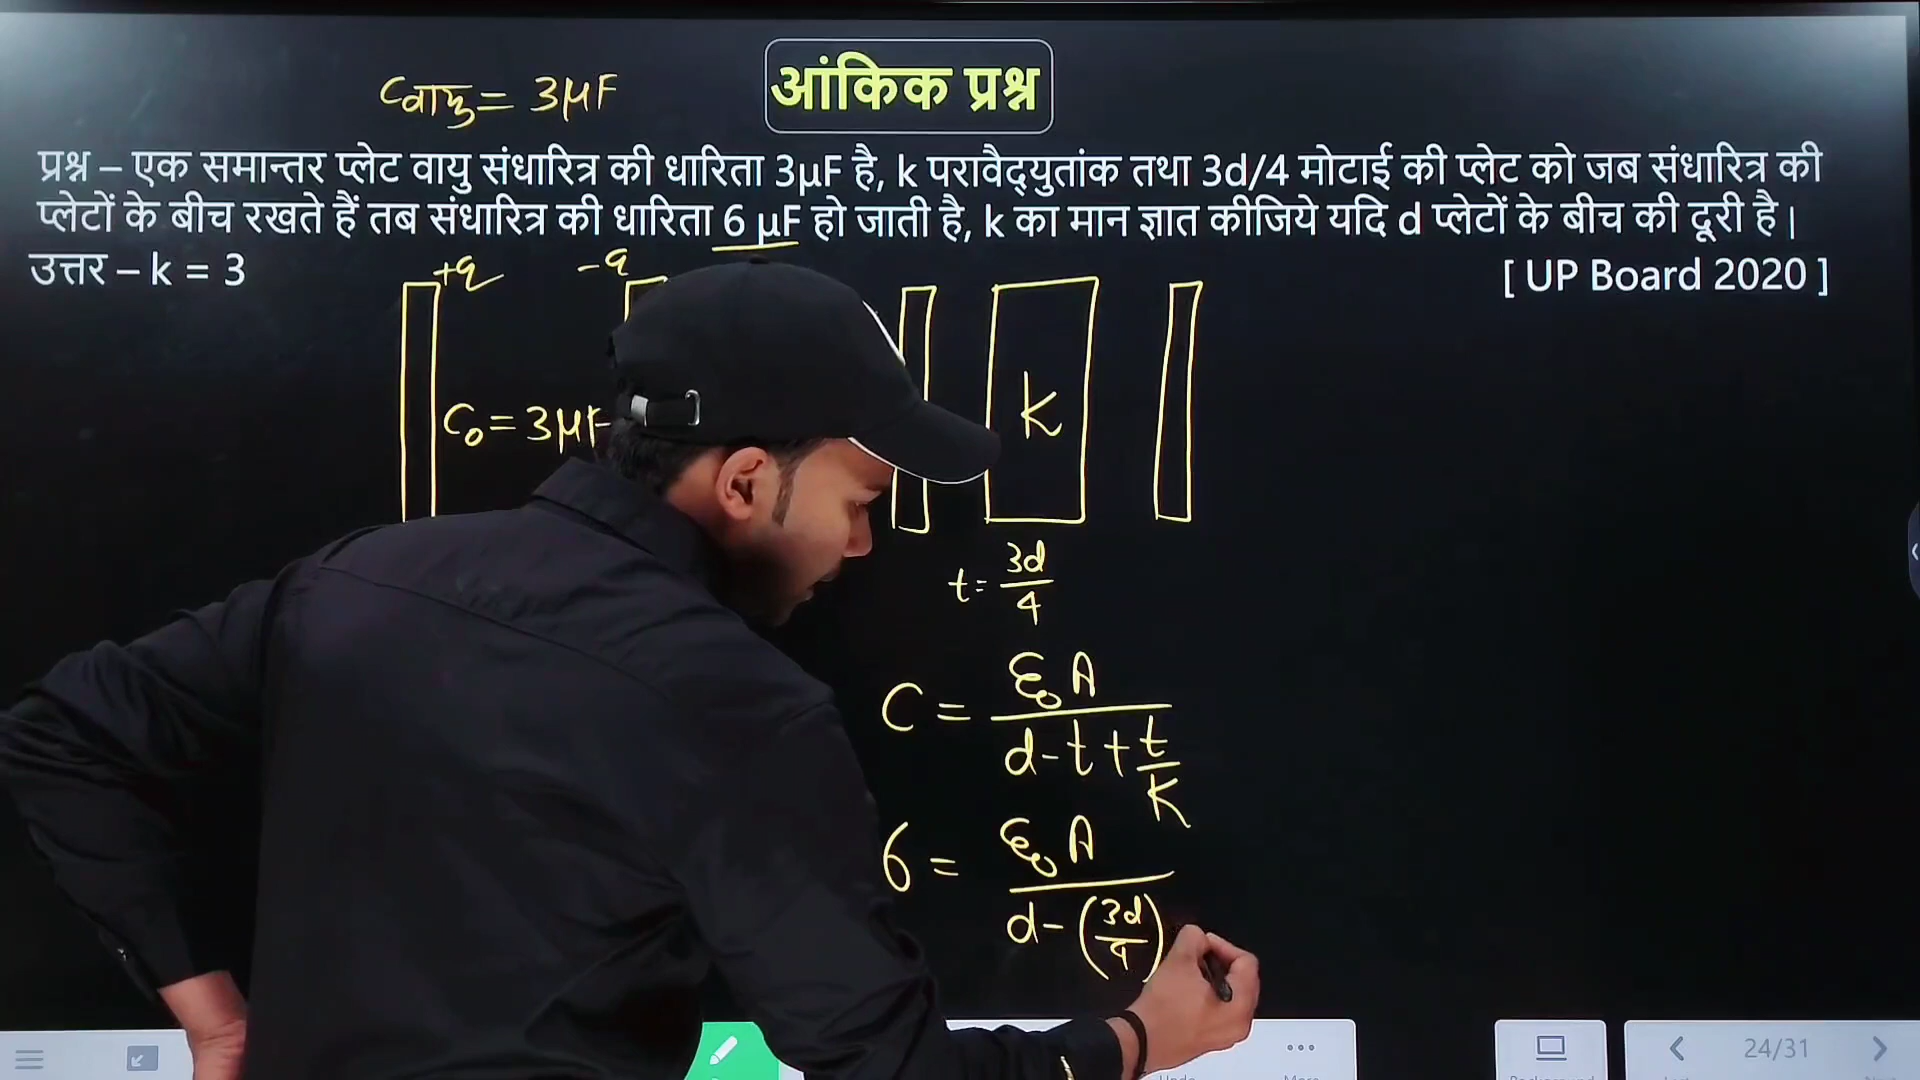 C वायु = 3μF
आंकिक प्रश्न
प्रश्न – एक समान्तर प्लेट वायु संधारित्र की धारिता 3μF है, k परावैद्युतांक तथा 3d/4 मोटाई की प्लेट को जब संधारित्र की
प्लेटों के बीच रखते हैं तब संधारित्र की धारिता 6 μF हो जाती है, k का मान ज्ञात कीजिये यदि d प्लेटों के बीच की दूरी है |
उत्तर – k = 3
[ UP Board 2020 ]
+q -q
C₀ = 3μF
K
t = 3d/4
C = ε₀A / d - t + t/K
6 = ε₀A / d - (3d/4)
24/31